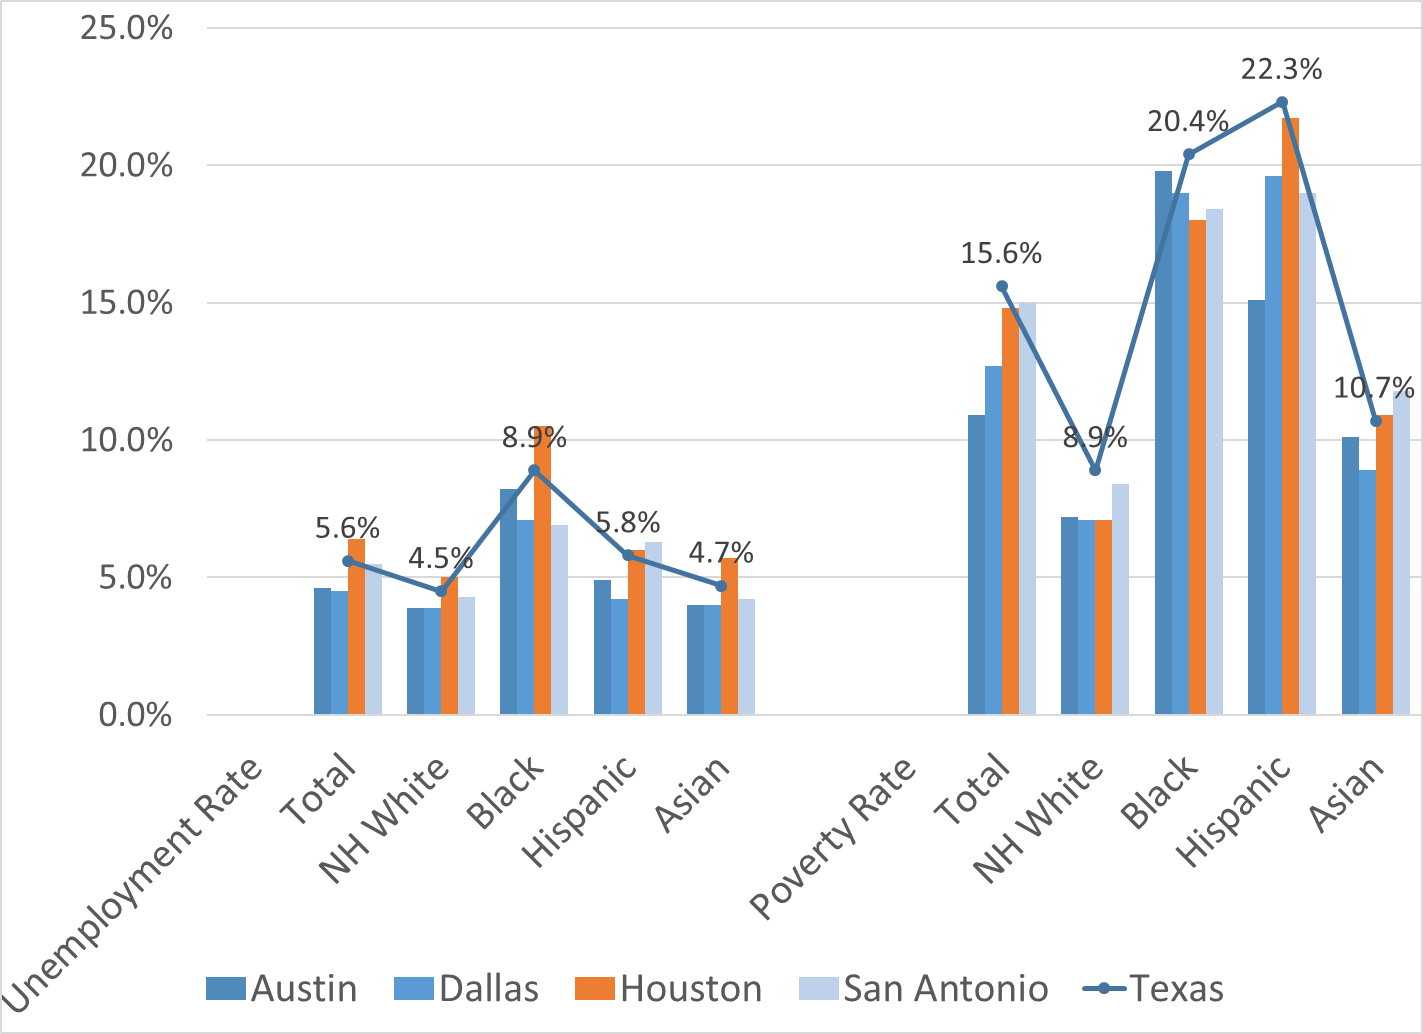 25.0%
20.0%
15.0%
10.0%
5.0%
0.0%
5.6%
4.5%
8.9%
5.8%
4.7%
15.6%
8.9%
20.4%
22.3%
10.7%
Unemployment Rate
Total
NH White
Black
Hispanic
Asian
Poverty Rate
Total
NH White
Black
Hispanic
Asian
Austin Dallas Houston San Antonio Texas